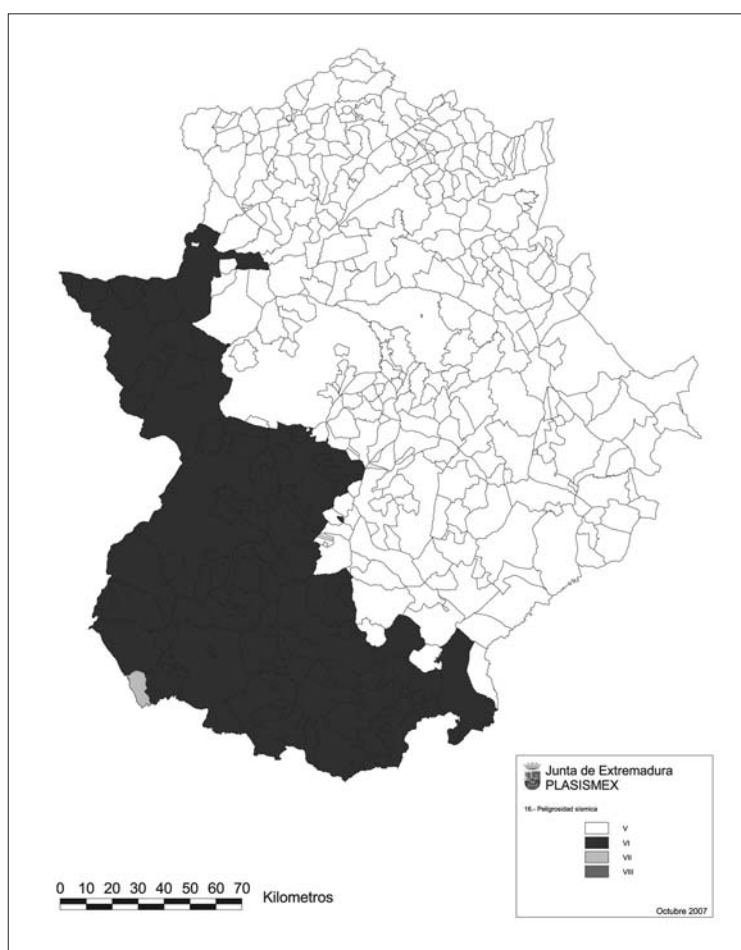 Junta de Extremadura
PLASISMEX
16.- Peligrosidad sísmica
V
VI
VII
VIII
Octubre 2007
0 10 20 30 40 50 60 70
Kilometros